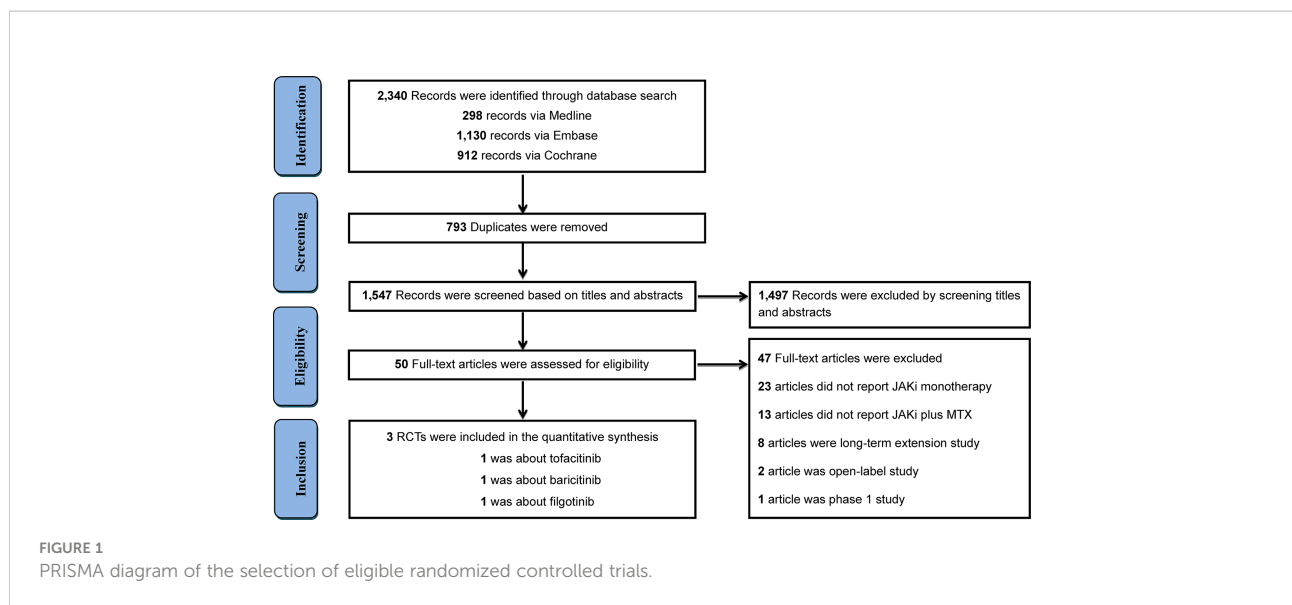 Identification
2,340 Records were identified through database search
298 records via Medline
1,130 records via Embase
912 records via Cochrane
Screening
793 Duplicates were removed
1,547 Records were screened based on titles and abstracts
1,497 Records were excluded by screening titles
and abstracts
Eligibility
50 Full-text articles were assessed for eligibility
47 Full-text articles were excluded
23 articles did not report JAKi monotherapy
13 articles did not report JAKi plus MTX
8 articles were long-term extension study
2 article was open-label study
1 article was phase 1 study
Inclusion
3 RCTs were included in the quantitative synthesis
1 was about tofacitinib
1 was about baricitinib
1 was about filgotinib
FIGURE 1
PRISMA diagram of the selection of eligible randomized controlled trials.